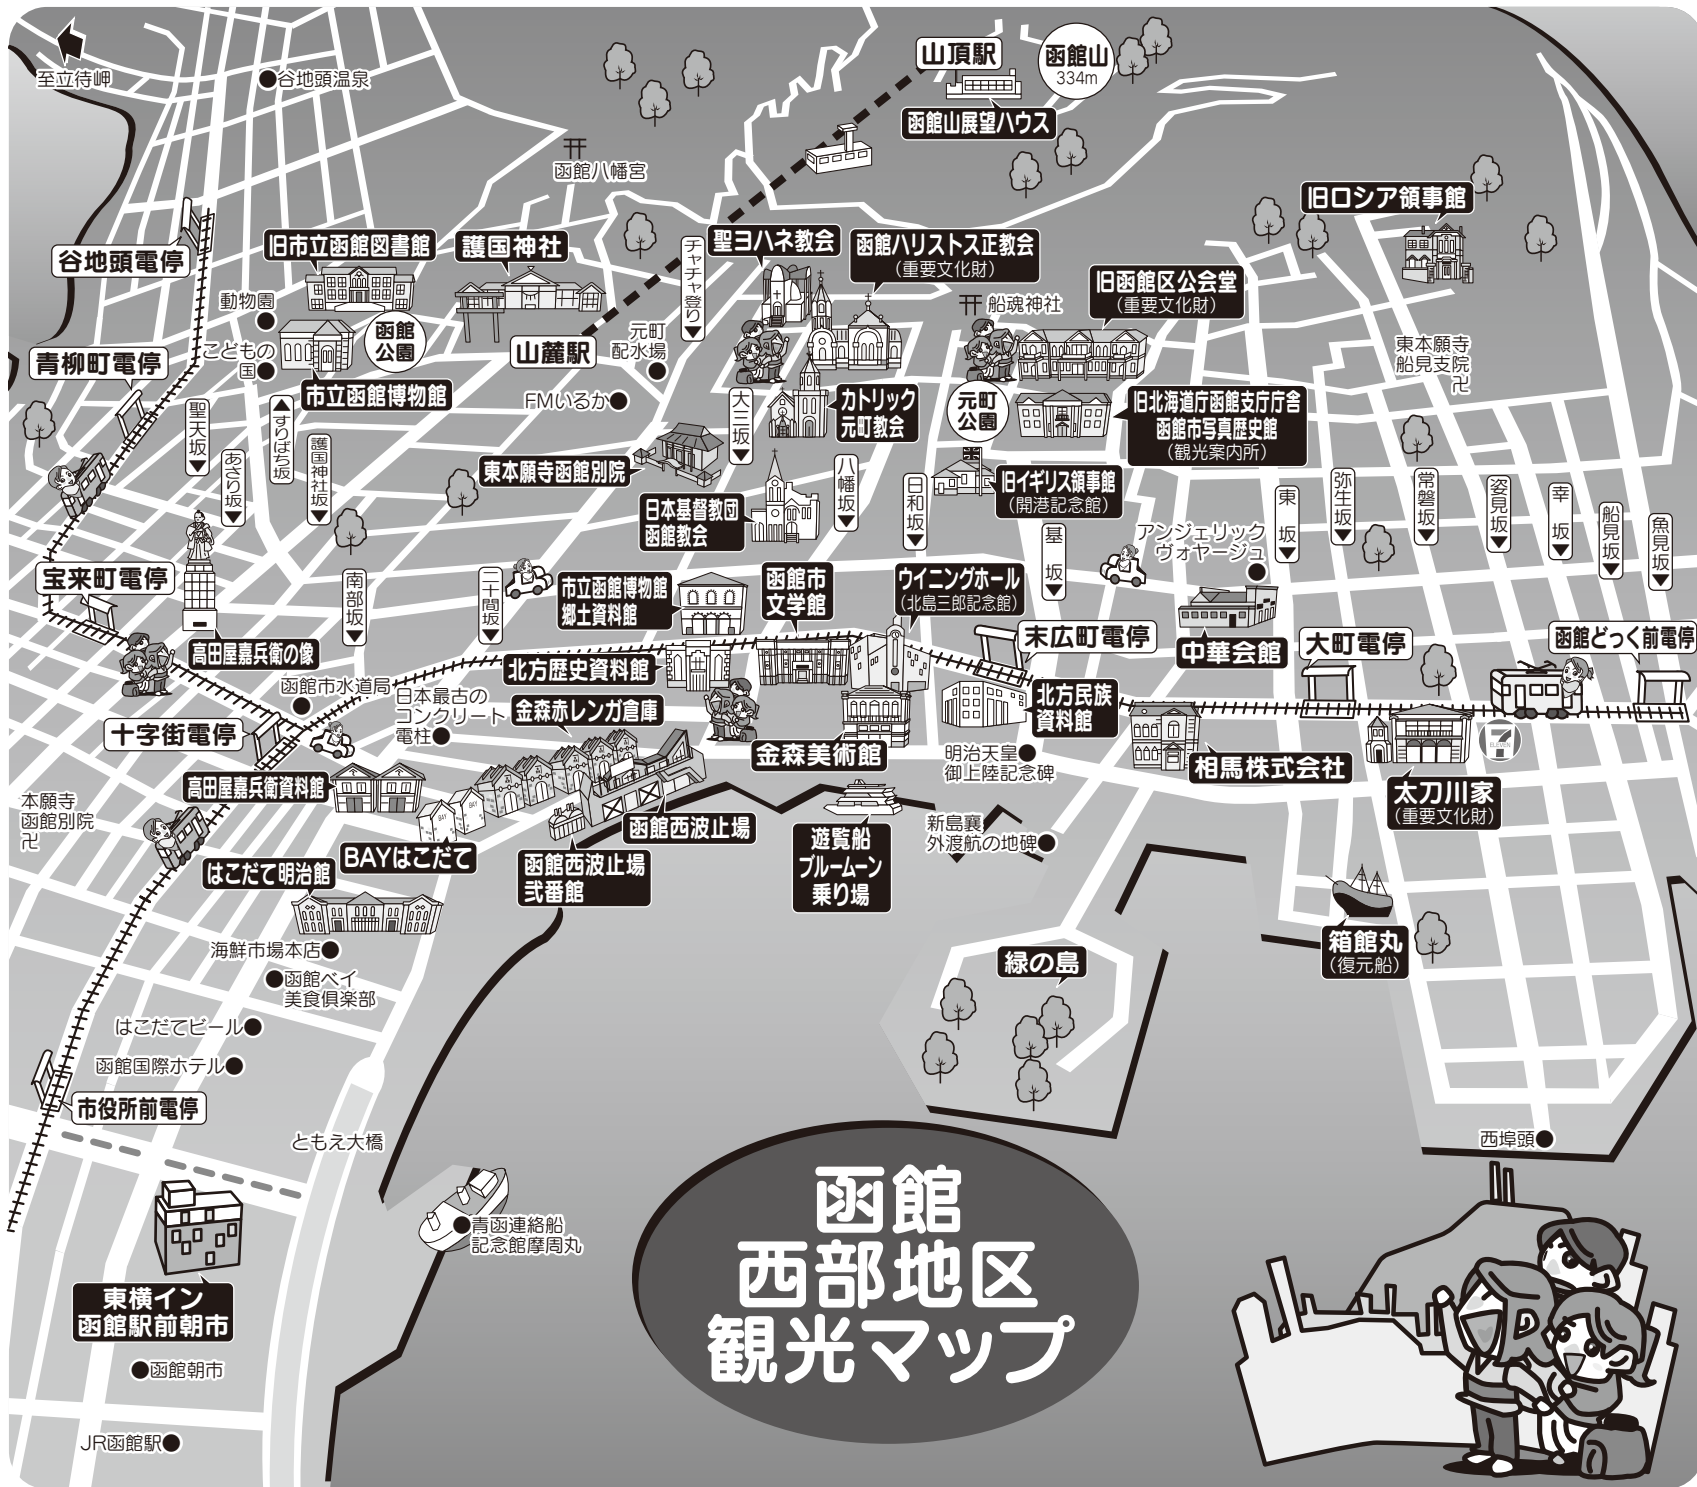 至立待岬
谷地頭温泉
山頂駅
函館山
334m
函館山展望ハウス
函館八幡宮
旧ロシア領事館
谷地頭電停
旧市立函館図書館
護国神社
チャチャ登り
聖ヨハネ教会
函館ハリストス正教会
(重要文化財)
旧函館区公会堂
(重要文化財)
船魂神社
動物園
函館
公園
こどもの
国
山麓駅
元町
配水場
東本願寺
船見支院
卍
青柳町電停
市立函館博物館
FMいるか
カトリック
元町教会
元町
公園
旧北海道庁函館支庁庁舎
函館市写真歴史館
(観光案内所)
聖天坂
すりばち坂
あさり坂
護国神社坂
大三坂
東本願寺函館別院
八幡坂
日和坂
旧イギリス領事館
(開港記念館)
日本基督教団
函館教会
基坂
アンジェリック
ヴォヤージュ
東坂
弥生坂
常磐坂
姿見坂
幸坂
船見坂
魚見坂
宝来町電停
南部坂
二十間坂
市立函館博物館
郷土資料館
函館市
文学館
ウイニングホール
(北島三郎記念館)
末広町電停
中華会館
大町電停
函館どっく前電停
高田屋嘉兵衛の像
函館市水道局
北方歴史資料館
日本最古の
コンクリート
電柱
金森赤レンガ倉庫
十字街電停
金森美術館
北方民族
資料館
明治天皇
御上陸記念碑
相馬株式会社
7
ELEVEN
太刀川家
(重要文化財)
高田屋嘉兵衛資料館
本願寺
函館別院
卍
BAY
BAY
はこだて明治館
BAYはこだて
函館西波止場
函館西波止場
弐番館
遊覧船
ブルームーン
乗り場
新島襄
外渡航の地碑
箱館丸
(復元船)
緑の島
海鮮市場本店
函館ベイ
美食倶楽部
はこだてビール
函館国際ホテル
市役所前電停
ともえ大橋
西埠頭
青函連絡船
記念館摩周丸
東横イン
函館駅前朝市
函館朝市
JR函館駅
函館
西部地区
観光マップ